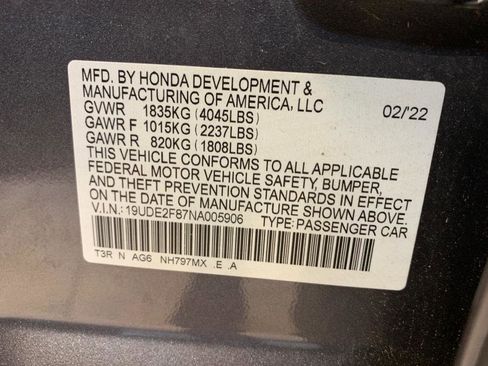 MFD. BY HONDA DEVELOPMENT &
MANUFACTURING OF AMERICA, LLC 02/'22
GVWR 1835KG (4045LBS)
GAWR F 1015KG (2237LBS)
GAWR R 820KG (1808LBS)
THIS VEHICLE CONFORMS TO ALL APPLICABLE
FEDERAL MOTOR VEHICLE SAFETY, BUMPER,
AND THEFT PREVENTION STANDARDS IN EFFECT
ON THE DATE OF MANUFACTURE SHOWN ABOVE.
V.I.N.: 19UDE2F87NA005906 TYPE: PASSENGER CAR
T3R N AG6 NH797MX .E .A